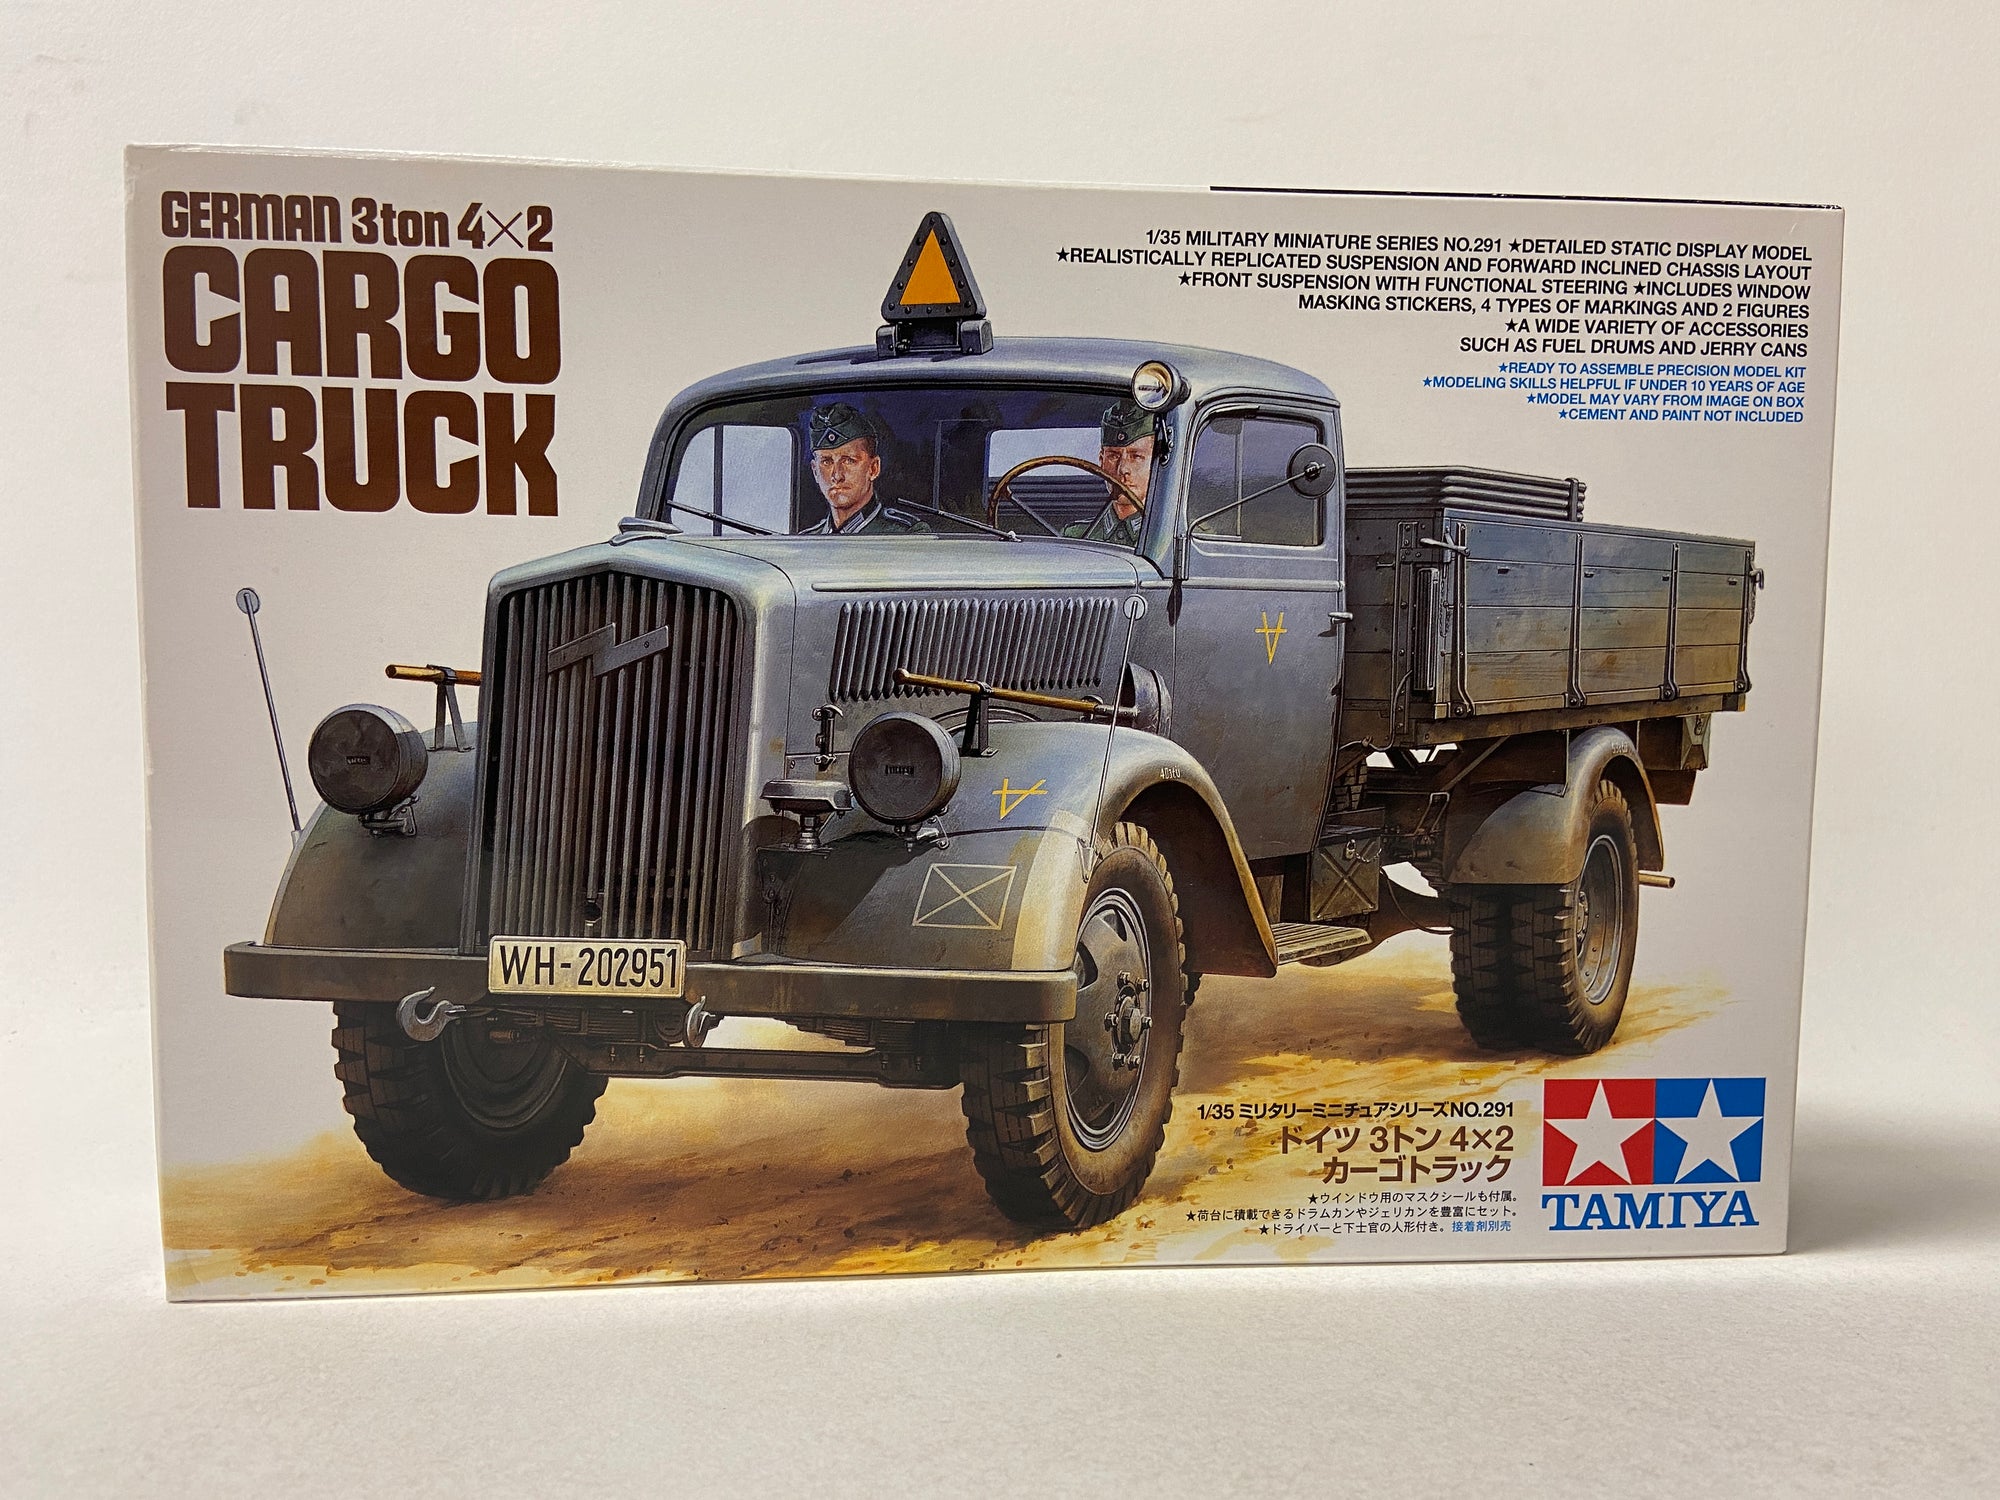 GERMAN 3ton 4×2
CARGO
TRUCK
1/35 MILITARY MINIATURE SERIES NO.291 ★DETAILED STATIC DISPLAY MODEL
★REALISTICALLY REPLICATED SUSPENSION AND FORWARD INCLINED CHASSIS LAYOUT
★FRONT SUSPENSION WITH FUNCTIONAL STEERING ★INCLUDES WINDOW
MASKING STICKERS, 4 TYPES OF MARKINGS AND 2 FIGURES
★A WIDE VARIETY OF ACCESSORIES
SUCH AS FUEL DRUMS AND JERRY CANS
★READY TO ASSEMBLE PRECISION MODEL KIT
★MODELING SKILLS HELPFUL IF UNDER 10 YEARS OF AGE
★MODEL MAY VARY FROM IMAGE ON BOX
★CEMENT AND PAINT NOT INCLUDED
WH-202951
1/35 ミリタリーミニチュアシリーズNO.291
ドイツ 3トン 4×2
カーゴトラック
★ウインドウ用のマスクシールも付属。
★荷台に積載できるドラムカンやジェリカンを豊富にセット。
★ドライバーと下士官の人形付き。接着剤別売
TAMIYA